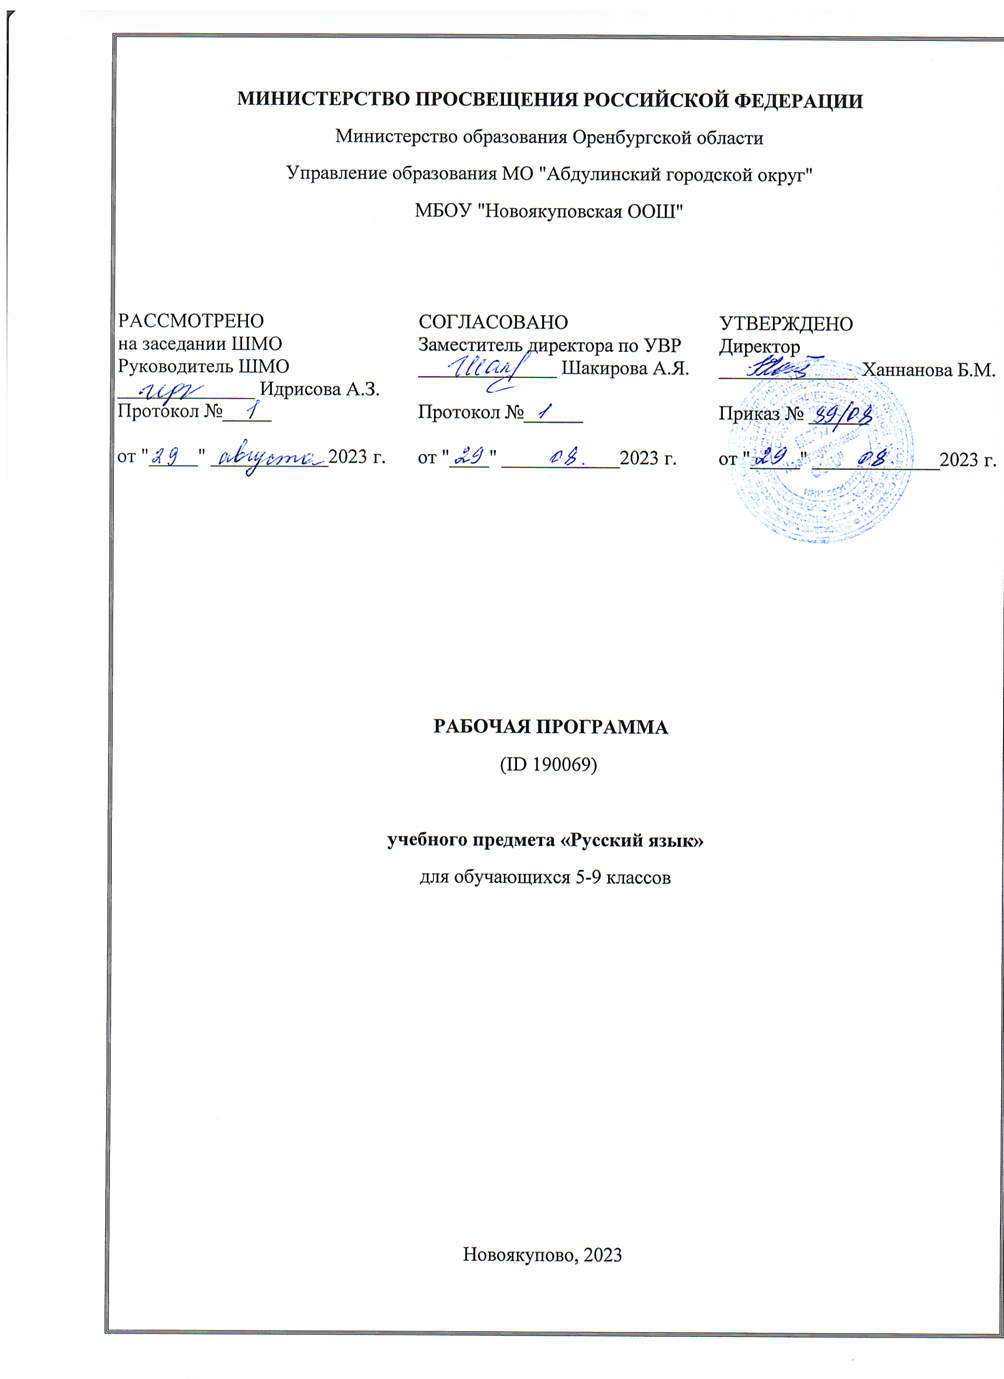 МИНИСТЕРСТВО ПРОСВЕЩЕНИЯ РОССИЙСКОЙ ФЕДЕРАЦИИ
Министерство образования Оренбургской области
Управление образования МО "Абдулинский городской округ"
МБОУ "Новоякуповская ООШ"
РАССМОТРЕНО
на заседании ШМО
Руководитель ШМО
Идрисова А.З.
Протокол № 1
от "29" августа 2023 г.
СОГЛАСОВАНО
Заместитель директора по УВР
Шакирова А.Я.
Протокол № 1
от "29" 08. 2023 г.
УТВЕРЖДЕНО
Директор
Ханнанова Б.М.
Приказ № 39/08
от "29" 08. 2023 г.
РАБОЧАЯ ПРОГРАММА
(ID 190069)
учебного предмета «Русский язык»
для обучающихся 5-9 классов
Новоякупово, 2023